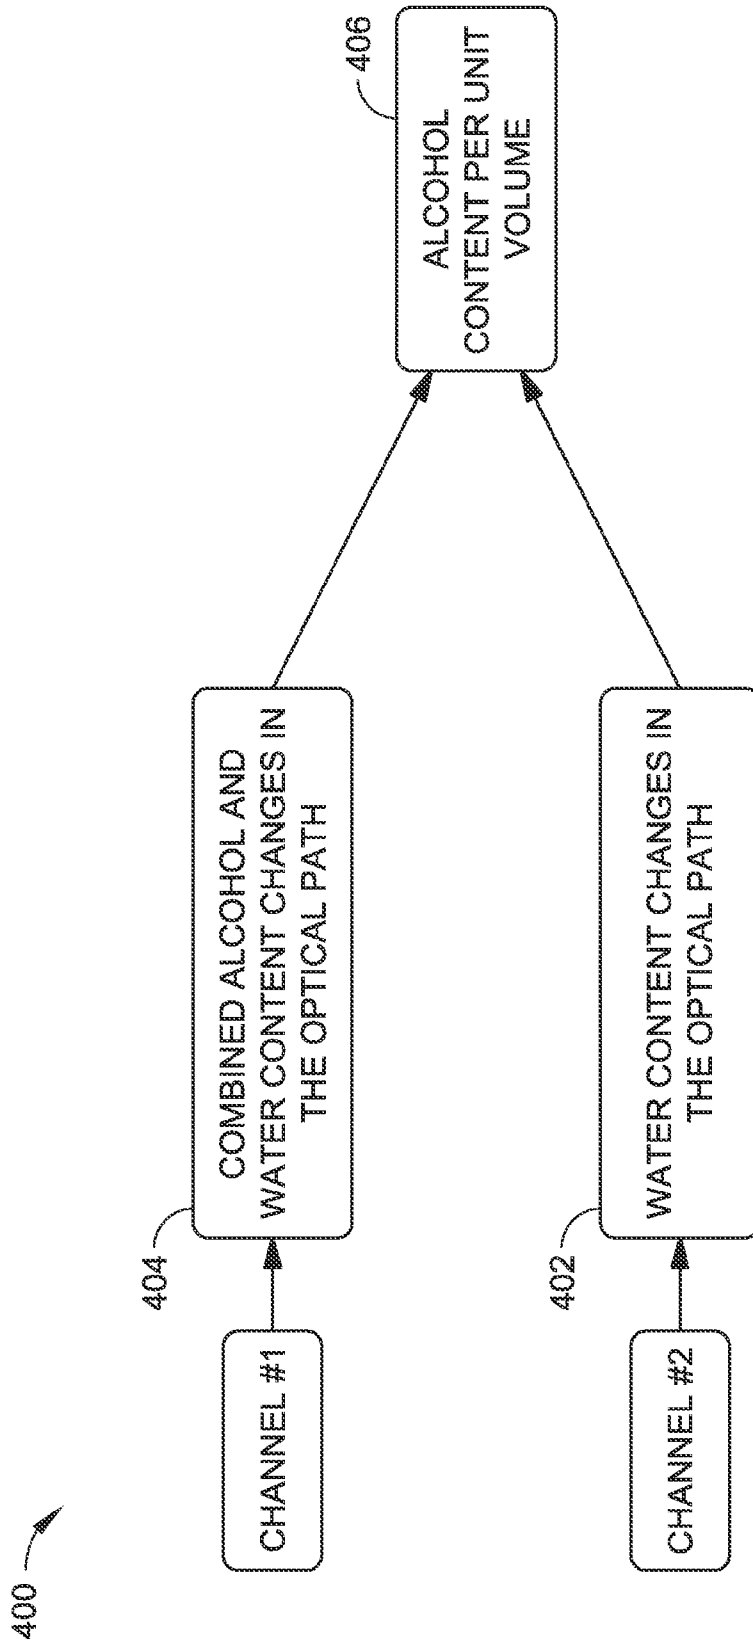 400
CHANNEL #1
404
COMBINED ALCOHOL AND
WATER CONTENT CHANGES IN
THE OPTICAL PATH
CHANNEL #2
402
WATER CONTENT CHANGES IN
THE OPTICAL PATH
406
ALCOHOL
CONTENT PER UNIT
VOLUME